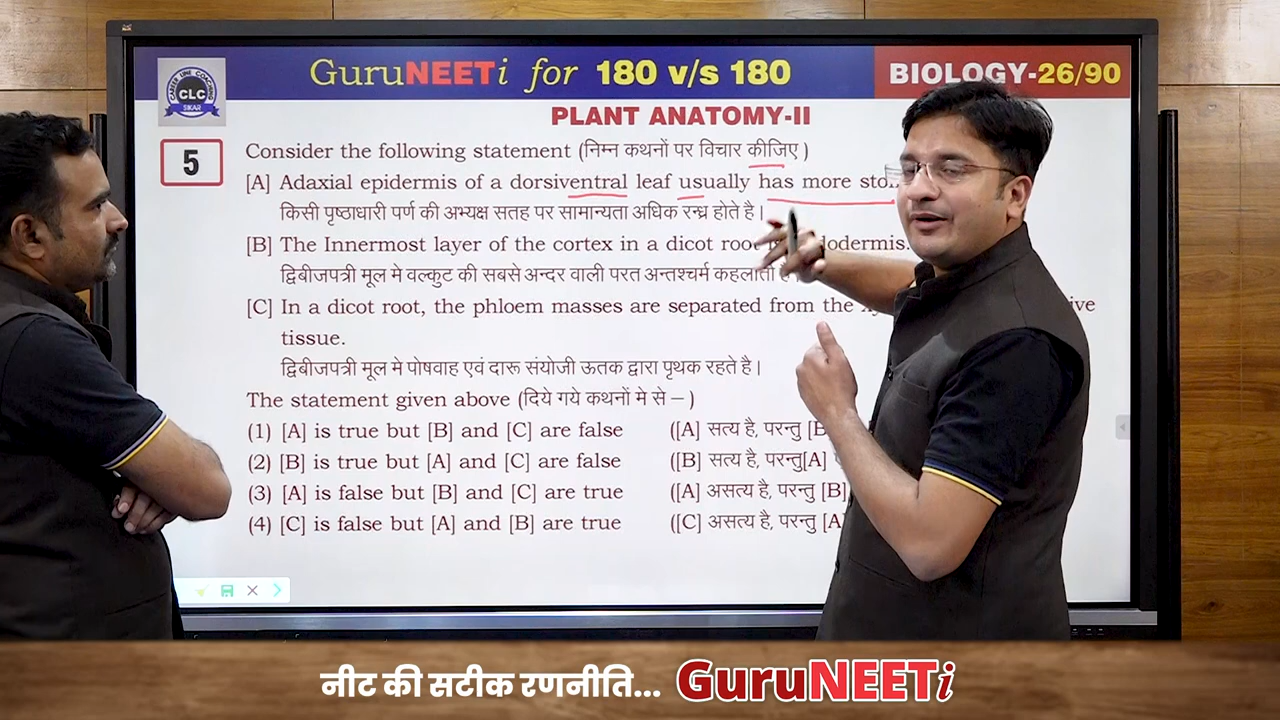 GuruNEETi for 180 v/s 180
BIOLOGY-26/90
CAREER LINE COACHING
CLC
SIKAR
PLANT ANATOMY-II
5
Consider the following statement (निम्न कथनों पर विचार कीजिए )
[A] Adaxial epidermis of a dorsiventral leaf usually has more
किसी पृष्ठाधारी पर्ण की अभ्यक्ष सतह पर सामान्यता अधिक रन्ध्र होते है।
[B] The Innermost layer of the cortex in a dicot root
द्विबीजपत्री मूल मे वल्कुट की सबसे अन्दर वाली परत अन्तश्चर्म कहलाती
[C] In a dicot root, the phloem masses are separated from the
tissue.
द्विबीजपत्री मूल मे पोषवाह एवं दारू संयोजी ऊतक द्वारा पृथक रहते है।
The statement given above (दिये गये कथनों मे से – )
(1) [A] is true but [B] and [C] are false ([A] सत्य है, परन्तु [B
(2) [B] is true but [A] and [C] are false ([B] सत्य है, परन्तु[A]
(3) [A] is false but [B] and [C] are true ([A] असत्य है, परन्तु [B]
(4) [C] is false but [A] and [B] are true ([C] असत्य है, परन्तु [A
नीट की सटीक रणनीति... GuruNEETi